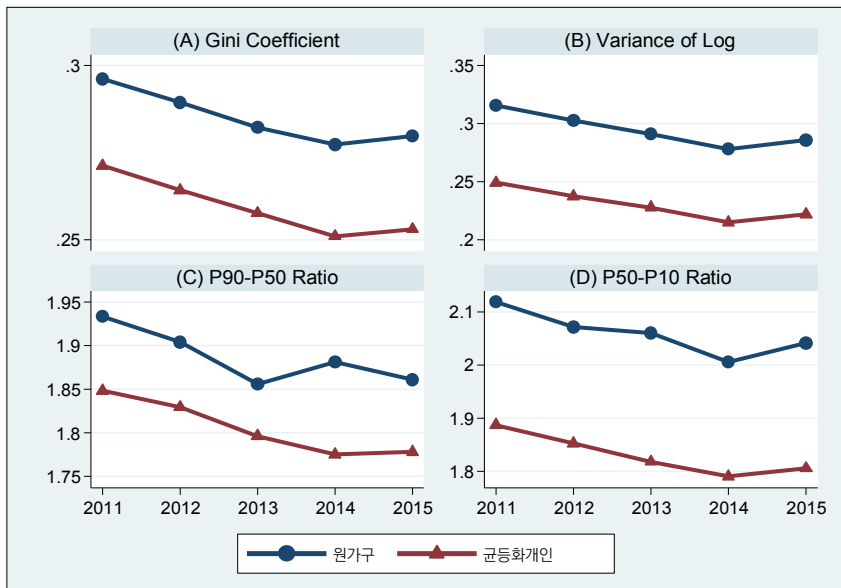 (A) Gini Coefficient
.3
.25
(B) Variance of Log
.35
.3
.25
.2
(C) P90-P50 Ratio
1.95
1.9
1.85
1.8
1.75
2011 2012 2013 2014 2015
(D) P50-P10 Ratio
2.1
2
1.9
1.8
2011 2012 2013 2014 2015
원가구 균등화개인